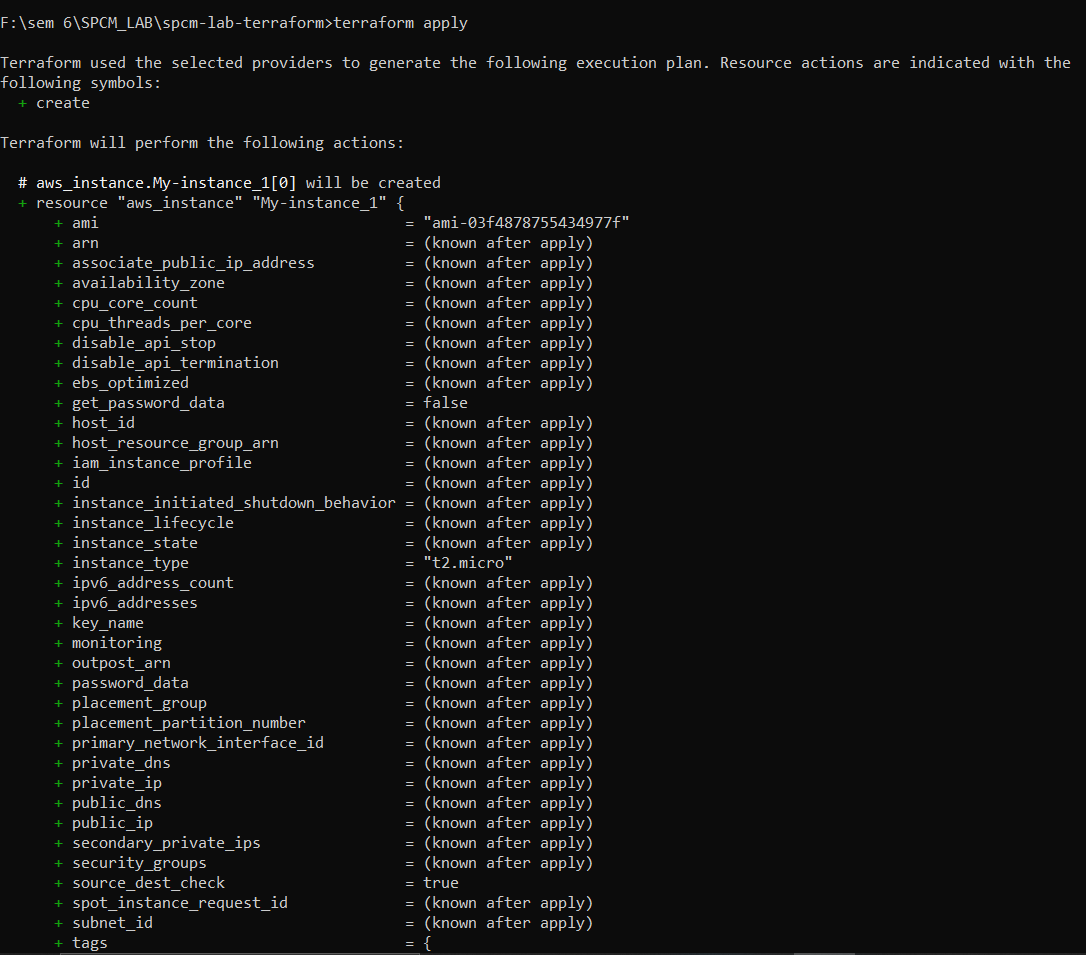 F:\sem 6\SPCM_LAB\spcm-lab-terraform>terraform apply
Terraform used the selected providers to generate the following execution plan. Resource actions are indicated with the
following symbols:
  + create
Terraform will perform the following actions:
  # aws_instance.My-instance_1[0] will be created
  + resource "aws_instance" "My-instance_1" {
      + ami                                  = "ami-03f4878755434977f"
      + arn                                  = (known after apply)
      + associate_public_ip_address          = (known after apply)
      + availability_zone                    = (known after apply)
      + cpu_core_count                       = (known after apply)
      + cpu_threads_per_core                 = (known after apply)
      + disable_api_stop                     = (known after apply)
      + disable_api_termination              = (known after apply)
      + ebs_optimized                        = (known after apply)
      + get_password_data                    = false
      + host_id                              = (known after apply)
      + host_resource_group_arn              = (known after apply)
      + iam_instance_profile                 = (known after apply)
      + id                                   = (known after apply)
      + instance_initiated_shutdown_behavior = (known after apply)
      + instance_lifecycle                   = (known after apply)
      + instance_state                       = (known after apply)
      + instance_type                        = "t2.micro"
      + ipv6_address_count                   = (known after apply)
      + ipv6_addresses                       = (known after apply)
      + key_name                             = (known after apply)
      + monitoring                           = (known after apply)
      + outpost_arn                          = (known after apply)
      + password_data                        = (known after apply)
      + placement_group                      = (known after apply)
      + placement_partition_number           = (known after apply)
      + primary_network_interface_id         = (known after apply)
      + private_dns                          = (known after apply)
      + private_ip                           = (known after apply)
      + public_dns                           = (known after apply)
      + public_ip                            = (known after apply)
      + secondary_private_ips                = (known after apply)
      + security_groups                      = (known after apply)
      + source_dest_check                    = true
      + spot_instance_request_id             = (known after apply)
      + subnet_id                            = (known after apply)
      + tags                                 = {